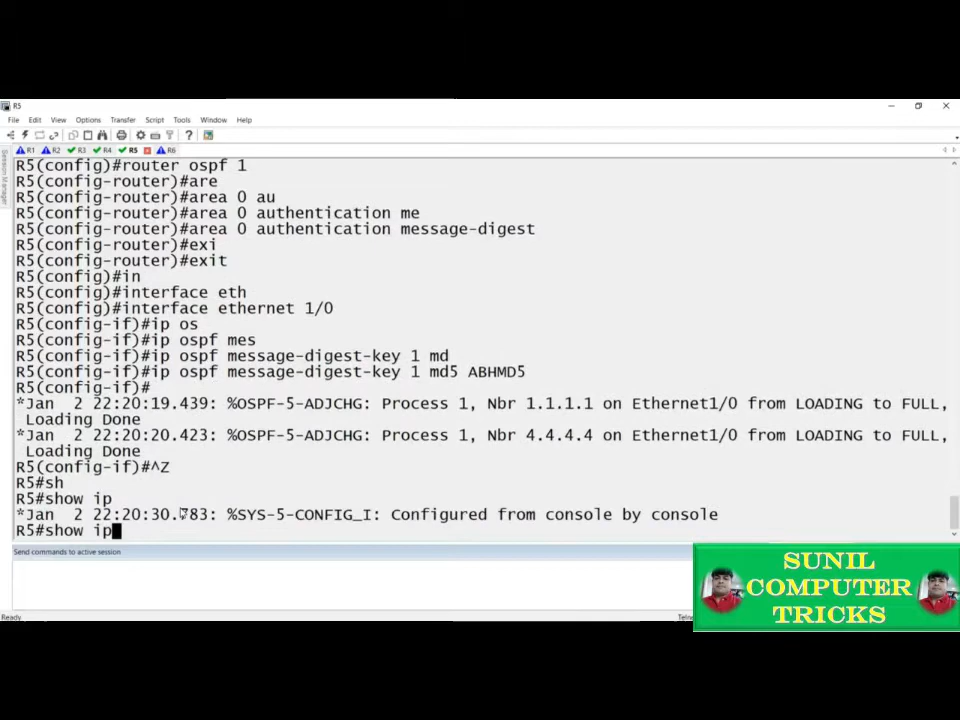 R5
File Edit View Options Transfer Script Tools Window Help
R1 R2 R3 R4 R5 R6
Session Manager
R5(config)#router ospf 1
R5(config-router)#are
R5(config-router)#area 0 au
R5(config-router)#area 0 authentication me
R5(config-router)#area 0 authentication message-digest
R5(config-router)#exi
R5(config-router)#exit
R5(config)#in
R5(config)#interface eth
R5(config)#interface ethernet 1/0
R5(config-if)#ip os
R5(config-if)#ip ospf mes
R5(config-if)#ip ospf message-digest-key 1 md
R5(config-if)#ip ospf message-digest-key 1 md5 ABHMD5
R5(config-if)#
*Jan  2 22:20:19.439: %OSPF-5-ADJCHG: Process 1, Nbr 1.1.1.1 on Ethernet1/0 from LOADING to FULL,
Loading Done
*Jan  2 22:20:20.423: %OSPF-5-ADJCHG: Process 1, Nbr 4.4.4.4 on Ethernet1/0 from LOADING to FULL,
Loading Done
R5(config-if)#^Z
R5#sh
R5#show ip
*Jan  2 22:20:30.783: %SYS-5-CONFIG_I: Configured from console by console
R5#show ip
Send commands to active session
Ready
SUNIL
COMPUTER
TRICKS